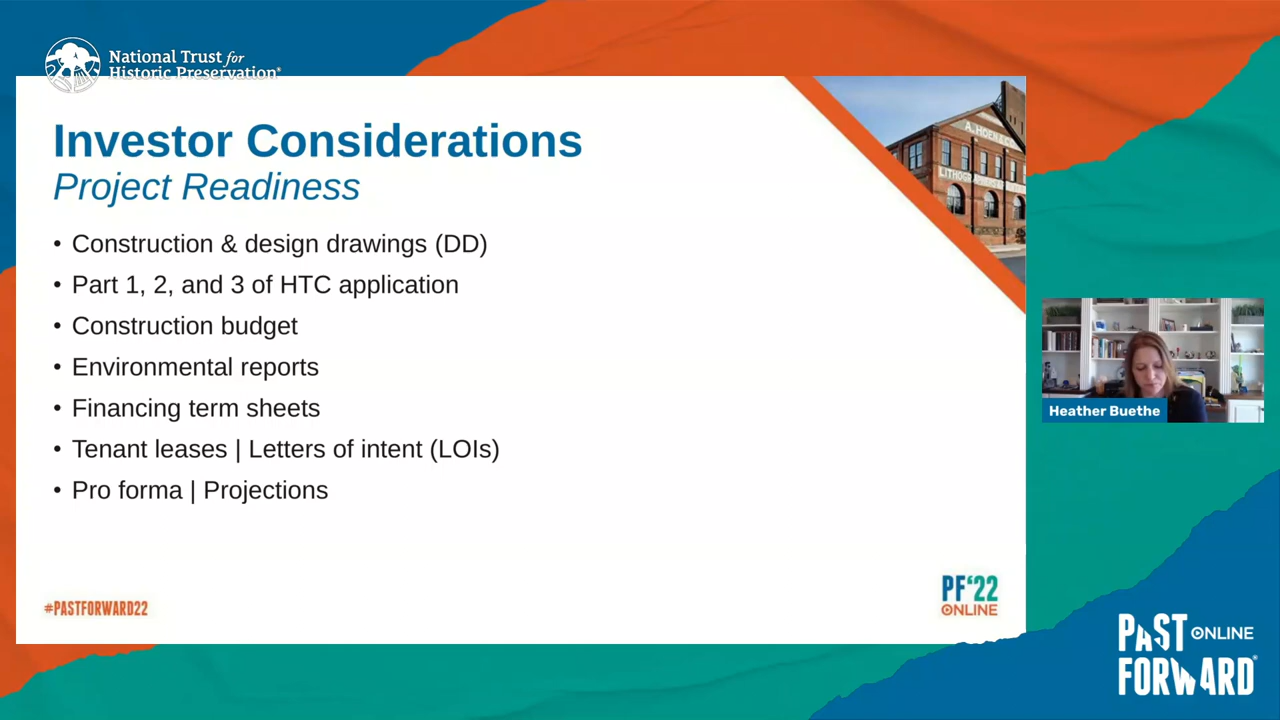 National Trust for
Historic Preservation®
Investor Considerations
Project Readiness
• Construction & design drawings (DD)
• Part 1, 2, and 3 of HTC application
• Construction budget
• Environmental reports
• Financing term sheets
• Tenant leases | Letters of intent (LOIs)
• Pro forma | Projections
A. HOEN & CO
#PASTFORWARD22
PF‘22
ONLINE
Heather Buethe
PAST ONLINE
FORWARD®